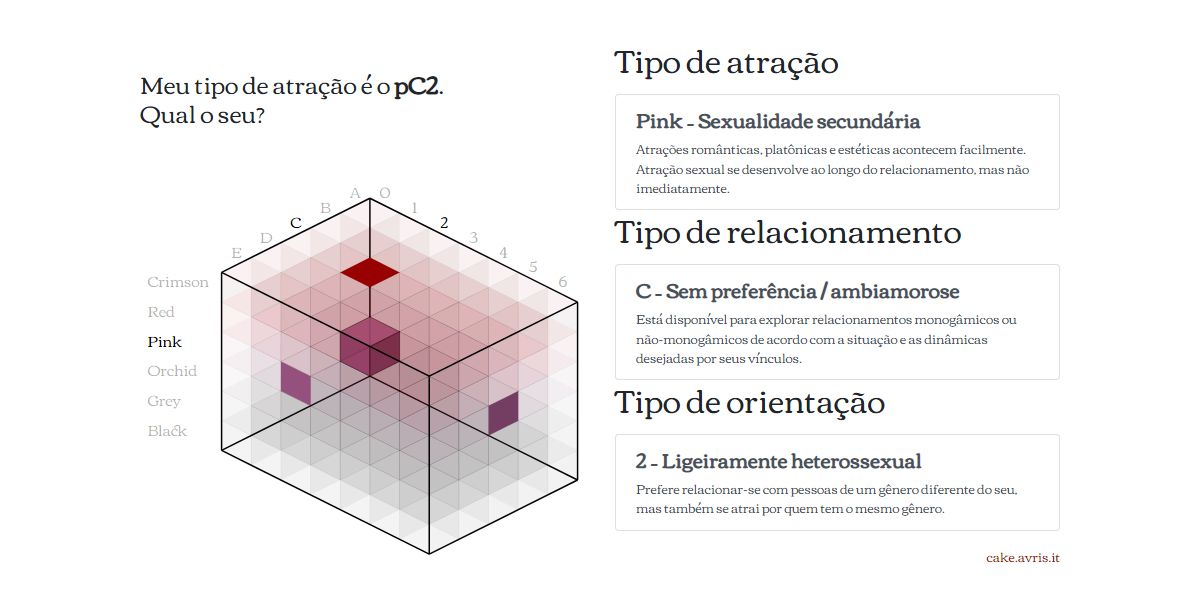 Meu tipo de atração é o pC2.
Qual o seu?
A
B
C
D
E
0
1
2
3
4
5
6
Crimson
Red
Pink
Orchid
Grey
Black
Tipo de atração
Pink - Sexualidade secundária
Atrações românticas, platônicas e estéticas acontecem facilmente.
Atração sexual se desenvolve ao longo do relacionamento, mas não
imediatamente.
Tipo de relacionamento
C - Sem preferência / ambiamorose
Está disponível para explorar relacionamentos monogâmicos ou
não-monogâmicos de acordo com a situação e as dinâmicas
desejadas por seus vínculos.
Tipo de orientação
2 - Ligeiramente heterossexual
Prefere relacionar-se com pessoas de um gênero diferente do seu,
mas também se atrai por quem tem o mesmo gênero.
cake.avris.it